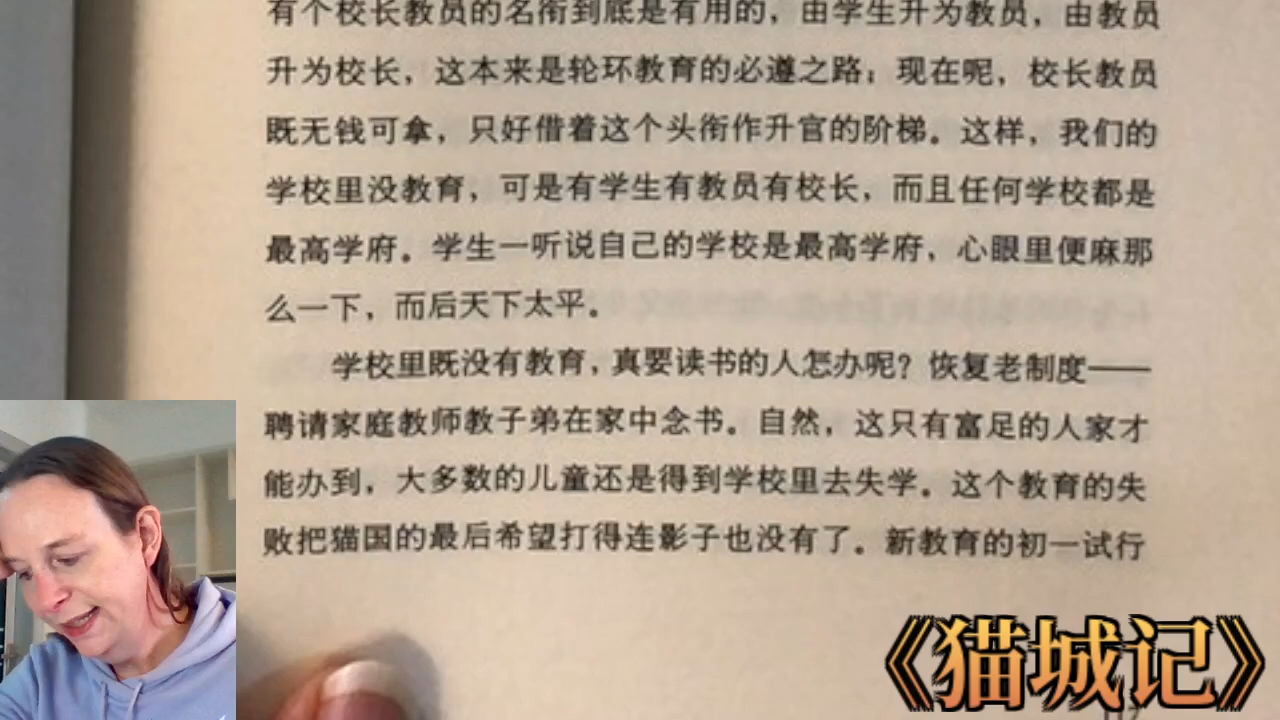 有个校长教员的名衔到底是有用的，由学生升为教员，由教员
升为校长，这本来是轮环教育的必遵之路；现在呢，校长教员
既无钱可拿，只好借着这个头衔作升官的阶梯。这样，我们的
学校里没教育，可是有学生有教员有校长，而且任何学校都是
最高学府。学生一听说自己的学校是最高学府，心眼里便麻那
么一下，而后天下太平。
学校里既没有教育，真要读书的人怎办呢？恢复老制度——
聘请家庭教师教子弟在家中念书。自然，这只有富足的人家才
能办到，大多数的儿童还是得到学校里去失学。这个教育的失
败把猫国的最后希望打得连影子也没有了。新教育的初一试行
《猫城记》